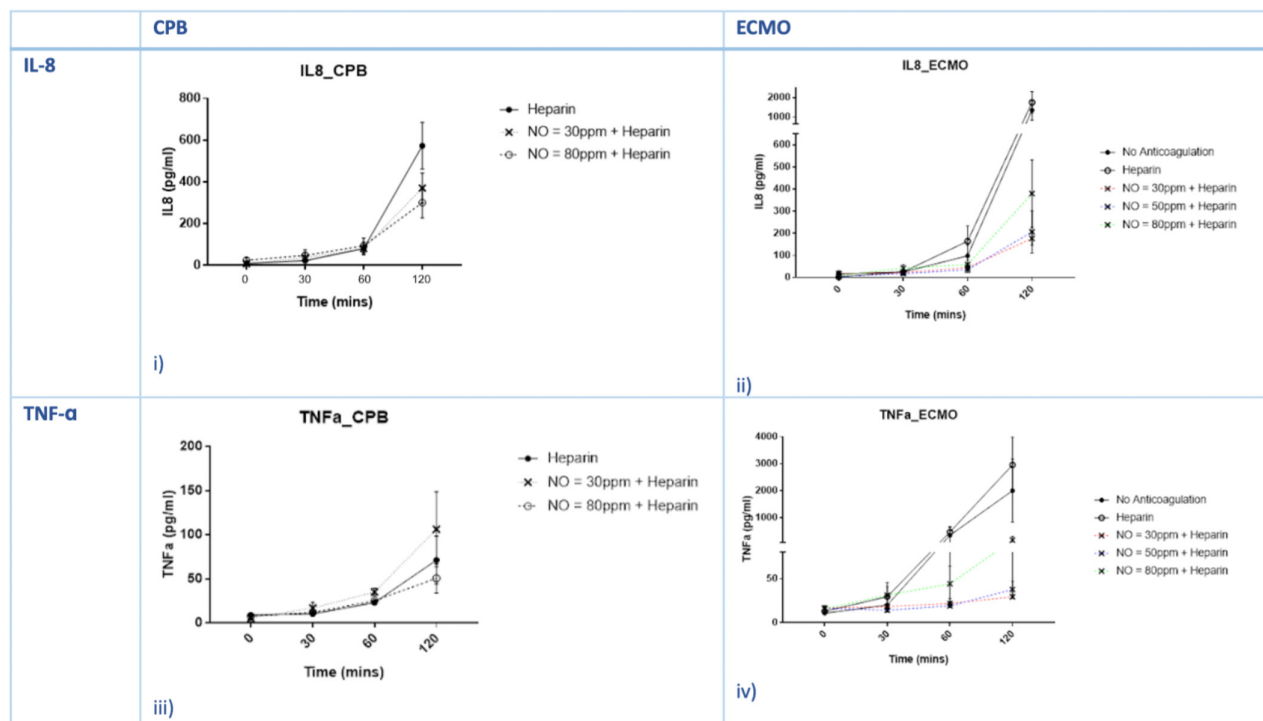 CPB
ECMO
IL-8
IL8_CPB
800
600
400
200
0
IL8 (pg/ml)
0
30
60
120
Time (mins)
Heparin
NO = 30ppm + Heparin
NO = 80ppm + Heparin
i)
IL8_ECMO
2000
1000
600
500
400
300
200
100
0
IL8 (pg/ml)
0
30
60
120
Time (mins)
No Anticoagulation
Heparin
NO = 30ppm + Heparin
NO = 50ppm + Heparin
NO = 80ppm + Heparin
ii)
TNF-α
TNFa_CPB
200
150
100
50
0
TNFa (pg/ml)
0
30
60
120
Time (mins)
Heparin
NO = 30ppm + Heparin
NO = 80ppm + Heparin
iii)
TNFa_ECMO
4000
3000
2000
1000
50
0
TNFa (pg/ml)
0
30
60
120
Time (mins)
No Anticoagulation
Heparin
NO = 30ppm + Heparin
NO = 50ppm + Heparin
NO = 80ppm + Heparin
iv)